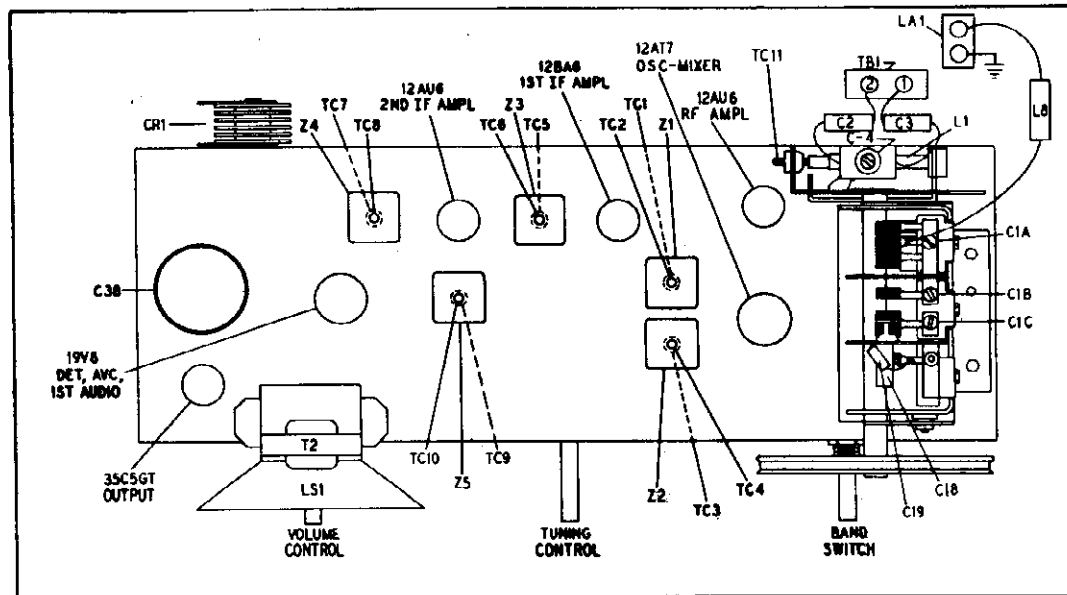 LA1
12AT7
OSC-MIXER
TC11
TB1
2
1
12BA6
1ST IF AMPL
12AU6
2ND IF AMPL
Z3
TC7
TC8
TC6
TC5
TC1
TC2
Z1
12AU6
RF AMPL
C2
C3
L1
L8
CR1
Z4
C-4
C1A
C38
C1B
C1C
19V8
DET, AVC,
1ST AUDIO
T2
TC10
TC9
35C5GT
OUTPUT
LS1
Z5
Z2
TC4
TC3
C18
C19
VOLUME
CONTROL
TUNING
CONTROL
BAND
SWITCH